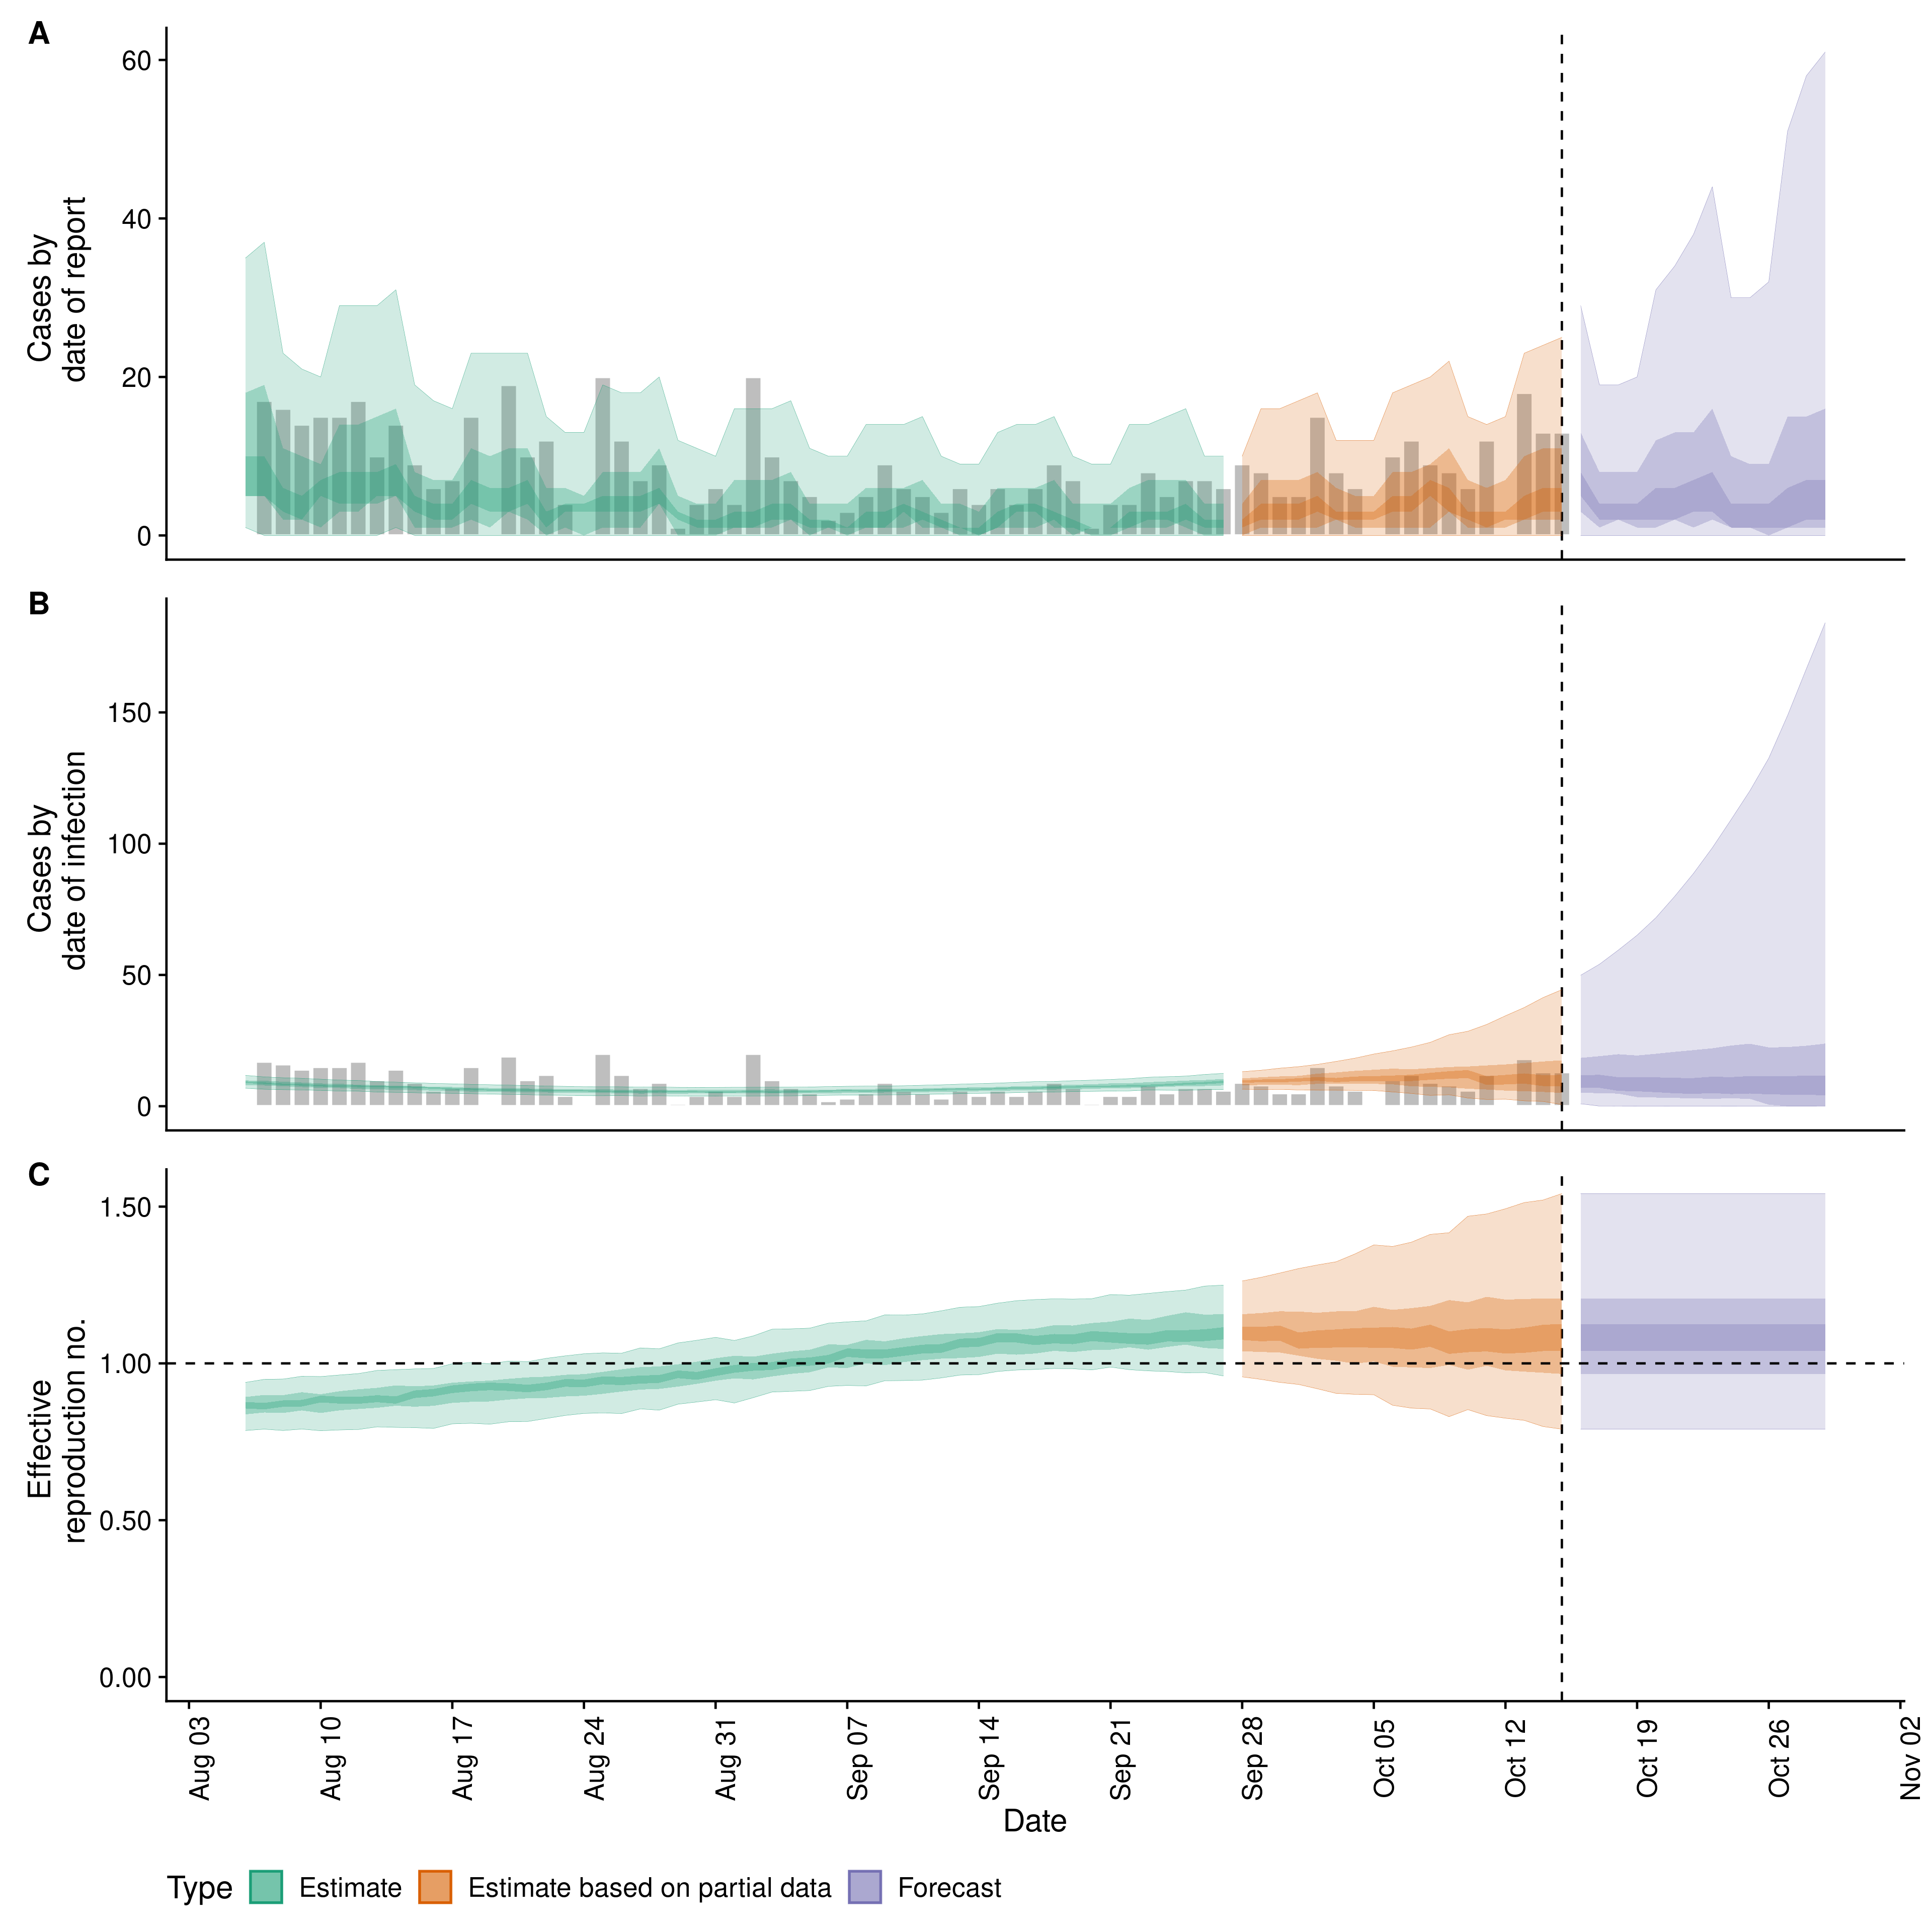 A
Cases by
date of report
60
40
20
0
B
Cases by
date of infection
150
100
50
0
C
Effective
reproduction no.
1.50
1.00
0.50
0.00
Aug 03
Aug 10
Aug 17
Aug 24
Aug 31
Sep 07
Sep 14
Sep 21
Sep 28
Oct 05
Oct 12
Oct 19
Oct 26
Nov 02
Date
Type Estimate Estimate based on partial data Forecast